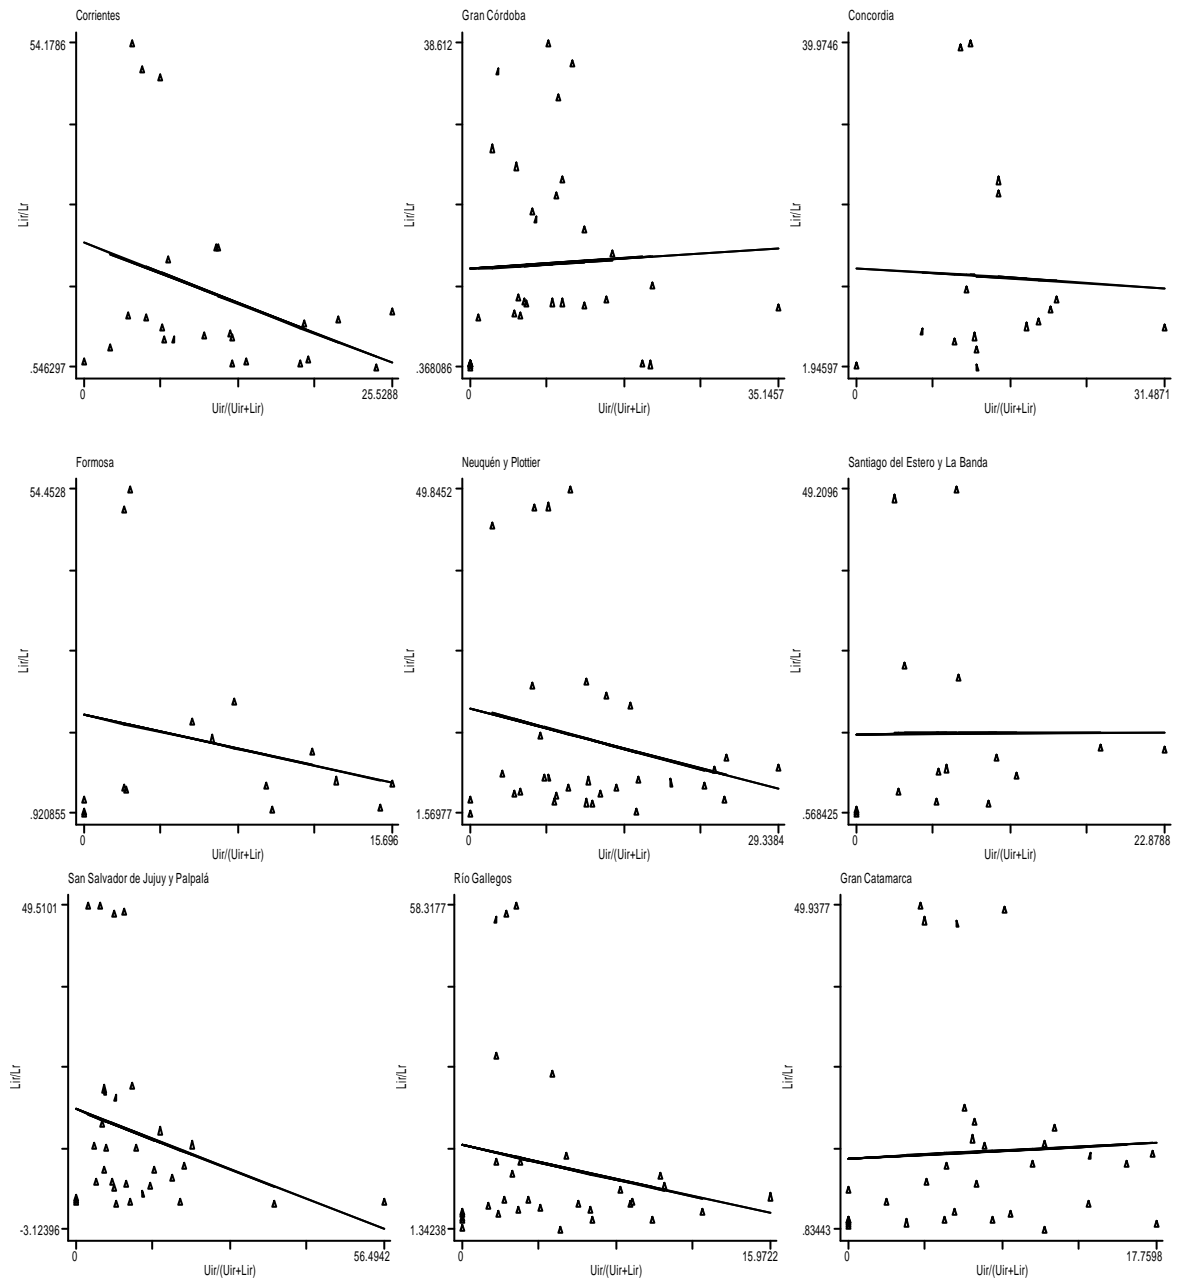 Corrientes
54.1786
Lir/Lr
.546297
0
25.5288
Uir/(Uir+Lir)
Gran Córdoba
38.612
Lir/Lr
.368086
0
35.1457
Uir/(Uir+Lir)
Concordia
39.9746
Lir/Lr
1.94597
0
31.4871
Uir/(Uir+Lir)
Formosa
54.4528
Lir/Lr
.920855
0
15.696
Uir/(Uir+Lir)
Neuquén y Plottier
49.8452
Lir/Lr
1.56977
0
29.3384
Uir/(Uir+Lir)
Santiago del Estero y La Banda
49.2096
Lir/Lr
.568425
0
22.8788
Uir/(Uir+Lir)
San Salvador de Jujuy y Palpalá
49.5101
Lir/Lr
-3.12396
0
56.4942
Uir/(Uir+Lir)
Río Gallegos
58.3177
Lir/Lr
1.34238
0
15.9722
Uir/(Uir+Lir)
Gran Catamarca
49.9377
Lir/Lr
.83443
0
17.7598
Uir/(Uir+Lir)